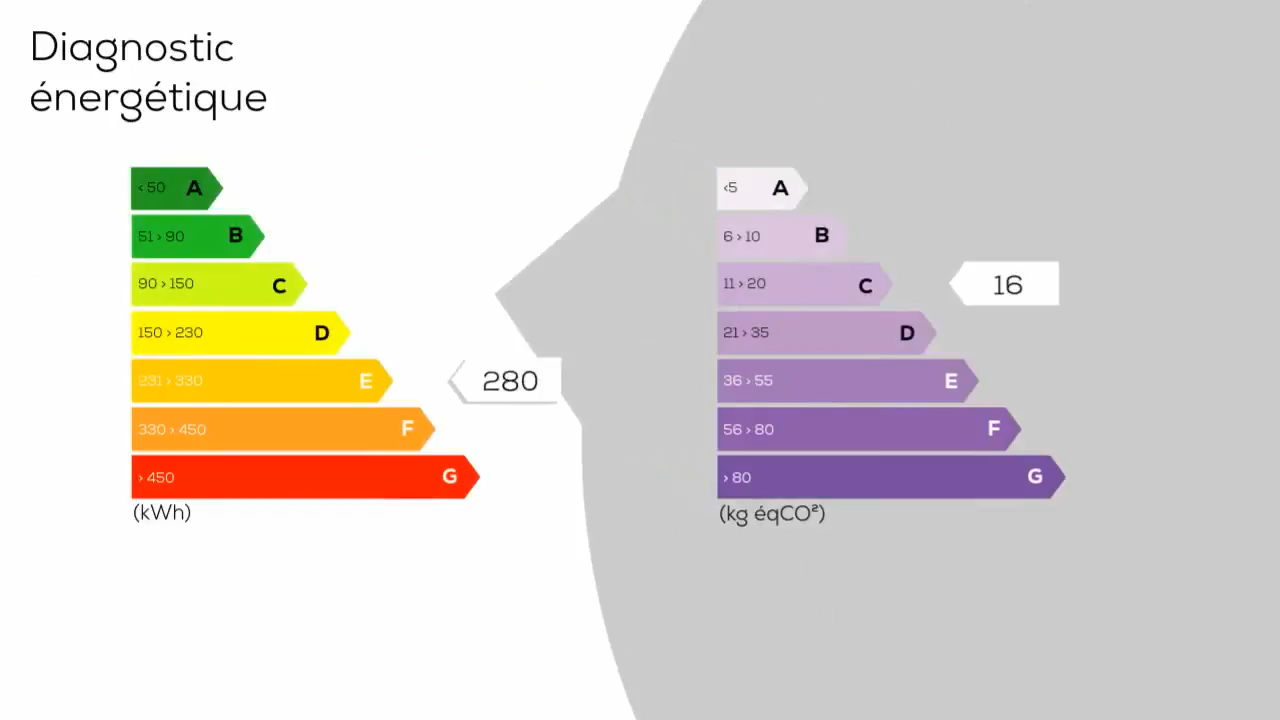 Diagnostic
énergétique
< 50 A
51 > 90 B
90 > 150 C
150 > 230 D
231 > 330 E
280
330 > 450 F
> 450 G
(kWh)
<5 A
6 > 10 B
11 > 20 C
16
21 > 35 D
36 > 55 E
56 > 80 F
> 80 G
(kg éqCO²)